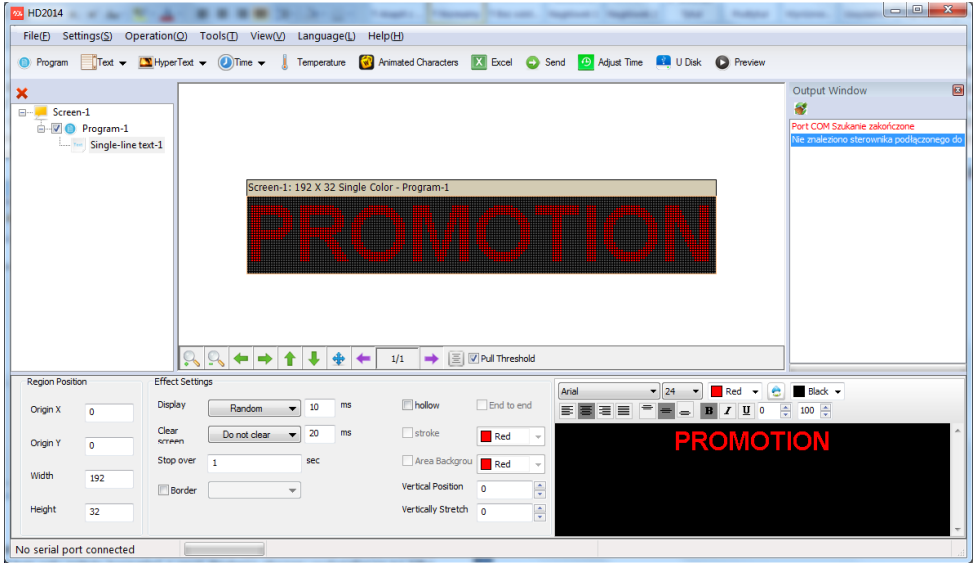 HD2014
File(F) Settings(S) Operation(O) Tools(T) View(V) Language(L) Help(H)
Program Text HyperText Time Temperature Animated Characters Excel Send Adjust Time U Disk Preview
Screen-1
Program-1
Single-line text-1
Screen-1: 192 X 32 Single Color - Program-1
PROMOTION
1/1 Pull Threshold
Output Window
Port COM Szukanie zakończone
Nie znaleziono sterownika podłączonego do
Region Position
Origin X 0
Origin Y 0
Width 192
Height 32
Effect Settings
Display Random 10 ms
Clear screen Do not clear 20 ms
Stop over 1 sec
Border
hollow End to end
stroke Red
Area Backgrou Red
Vertical Position 0
Vertically Stretch 0
Arial 24 Red Black
B I U 0 100
PROMOTION
No serial port connected